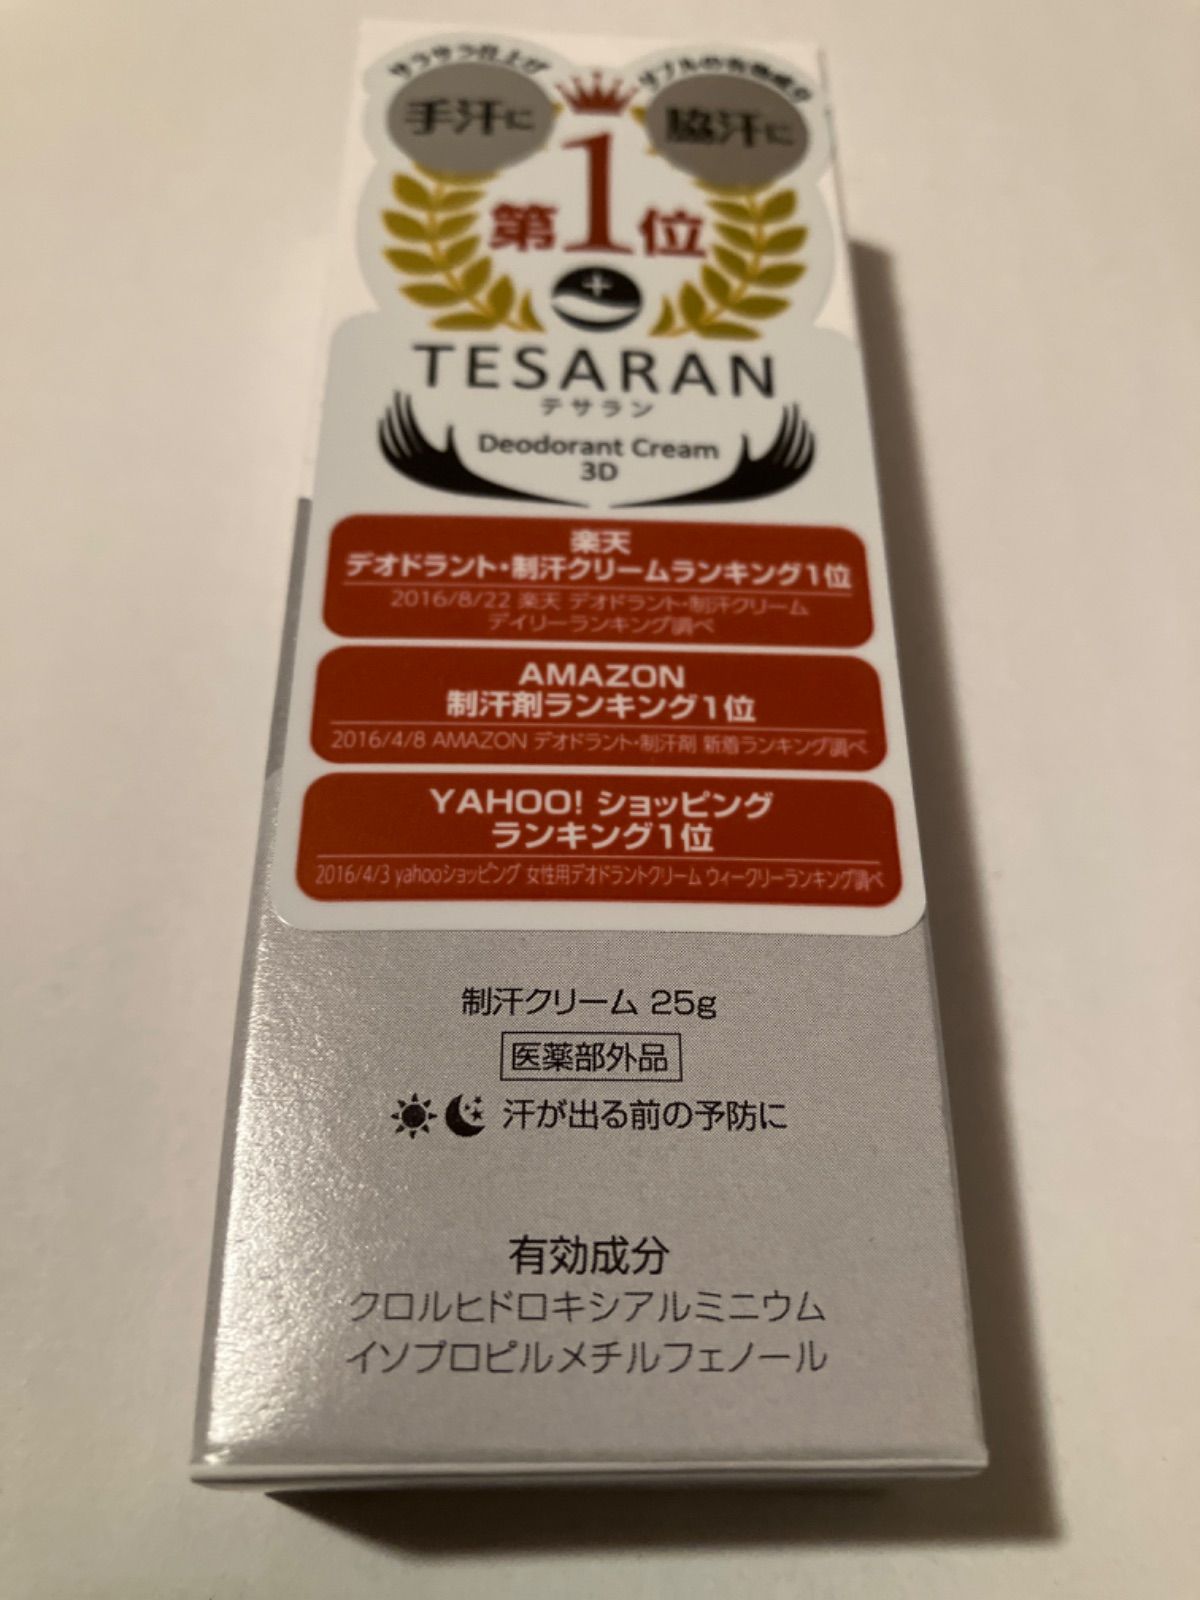 サラサラ仕上げ
ダブルの有効成分
手汗に
脇汗に
第1位
TESARAN
テサラン
Deodorant Cream
3D
楽天
デオドラント・制汗クリームランキング1位
2016/8/22 楽天 デオドラント・制汗クリーム
デイリーランキング調べ
AMAZON
制汗剤ランキング1位
2016/4/8 AMAZON デオドラント・制汗剤 新着ランキング調べ
YAHOO! ショッピング
ランキング1位
2016/4/3 yahooショッピング 女性用デオドラントクリーム ウィークリーランキング調べ
制汗クリーム 25g
医薬部外品
汗が出る前の予防に
有効成分
クロルヒドロキシアルミニウム
イソプロピルメチルフェノール